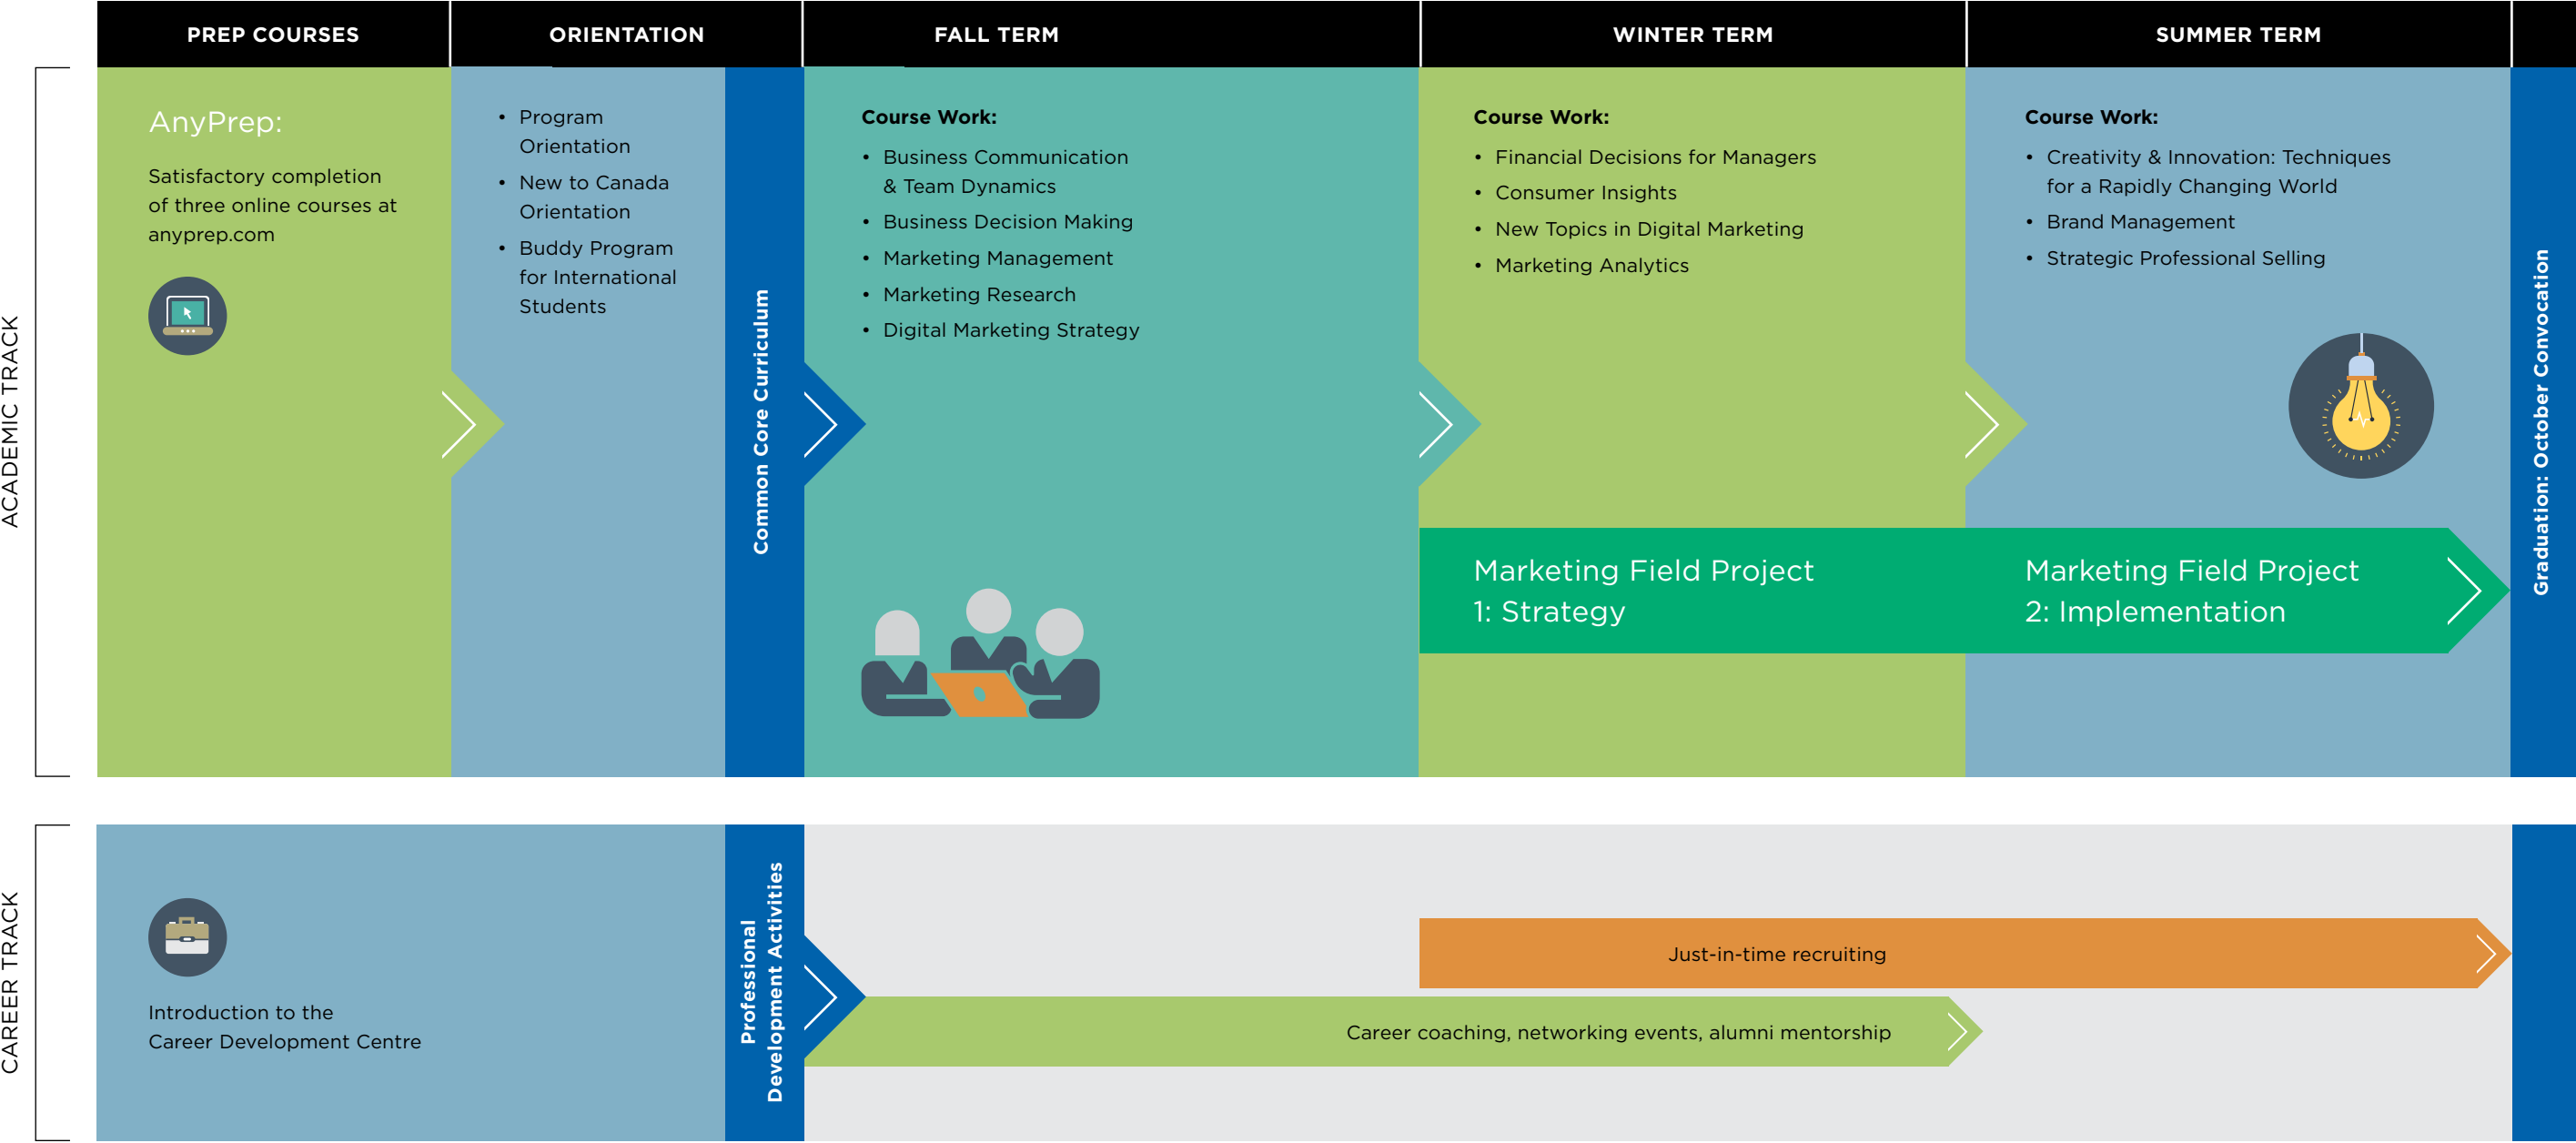 PREP COURSES
ORIENTATION
FALL TERM
WINTER TERM
SUMMER TERM
ACADEMIC TRACK
AnyPrep:
Satisfactory completion
of three online courses at
anyprep.com
• Program
Orientation
• New to Canada
Orientation
• Buddy Program
for International
Students
Common Core Curriculum
Course Work:
• Business Communication
& Team Dynamics
• Business Decision Making
• Marketing Management
• Marketing Research
• Digital Marketing Strategy
Course Work:
• Financial Decisions for Managers
• Consumer Insights
• New Topics in Digital Marketing
• Marketing Analytics
Course Work:
• Creativity & Innovation: Techniques
for a Rapidly Changing World
• Brand Management
• Strategic Professional Selling
Marketing Field Project
1: Strategy
Marketing Field Project
2: Implementation
Graduation: October Convocation
CAREER TRACK
Introduction to the
Career Development Centre
Professional
Development Activities
Just-in-time recruiting
Career coaching, networking events, alumni mentorship